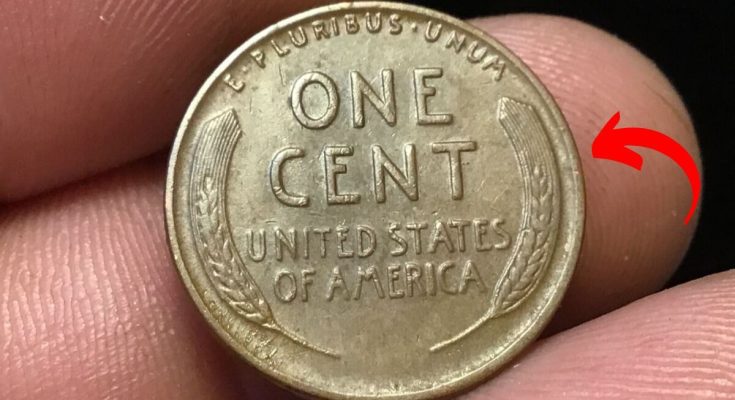 E·PLURIBUS·UNUM
ONE
CENT
UNITED STATES
OF AMERICA